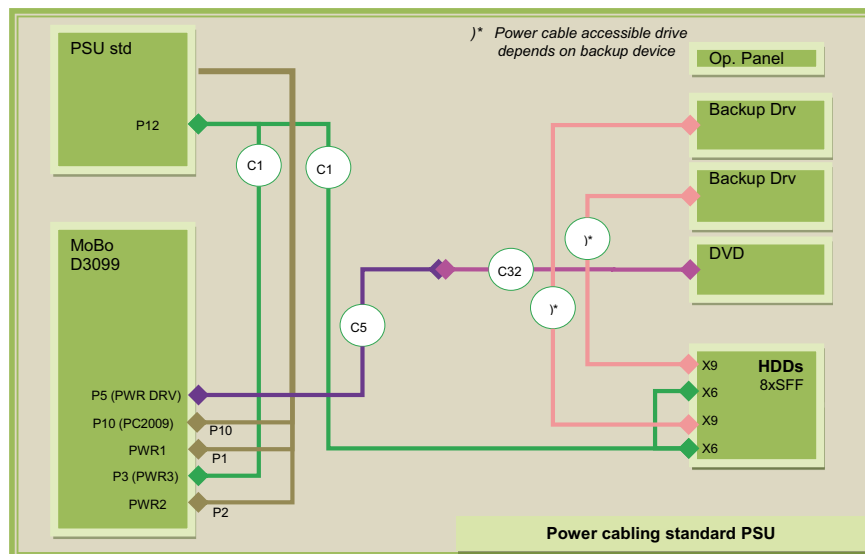 PSU std
)* Power cable accessible drive
depends on backup device
Op. Panel
P12
Backup Drv
C1
C1
Backup Drv
MoBo
D3099
)*
DVD
C32
)*
C5
P5 (PWR DRV)
X9
HDDs
8xSFF
X6
P10 (PC2009)
P10
X9
PWR1
P1
X6
P3 (PWR3)
PWR2
P2
Power cabling standard PSU